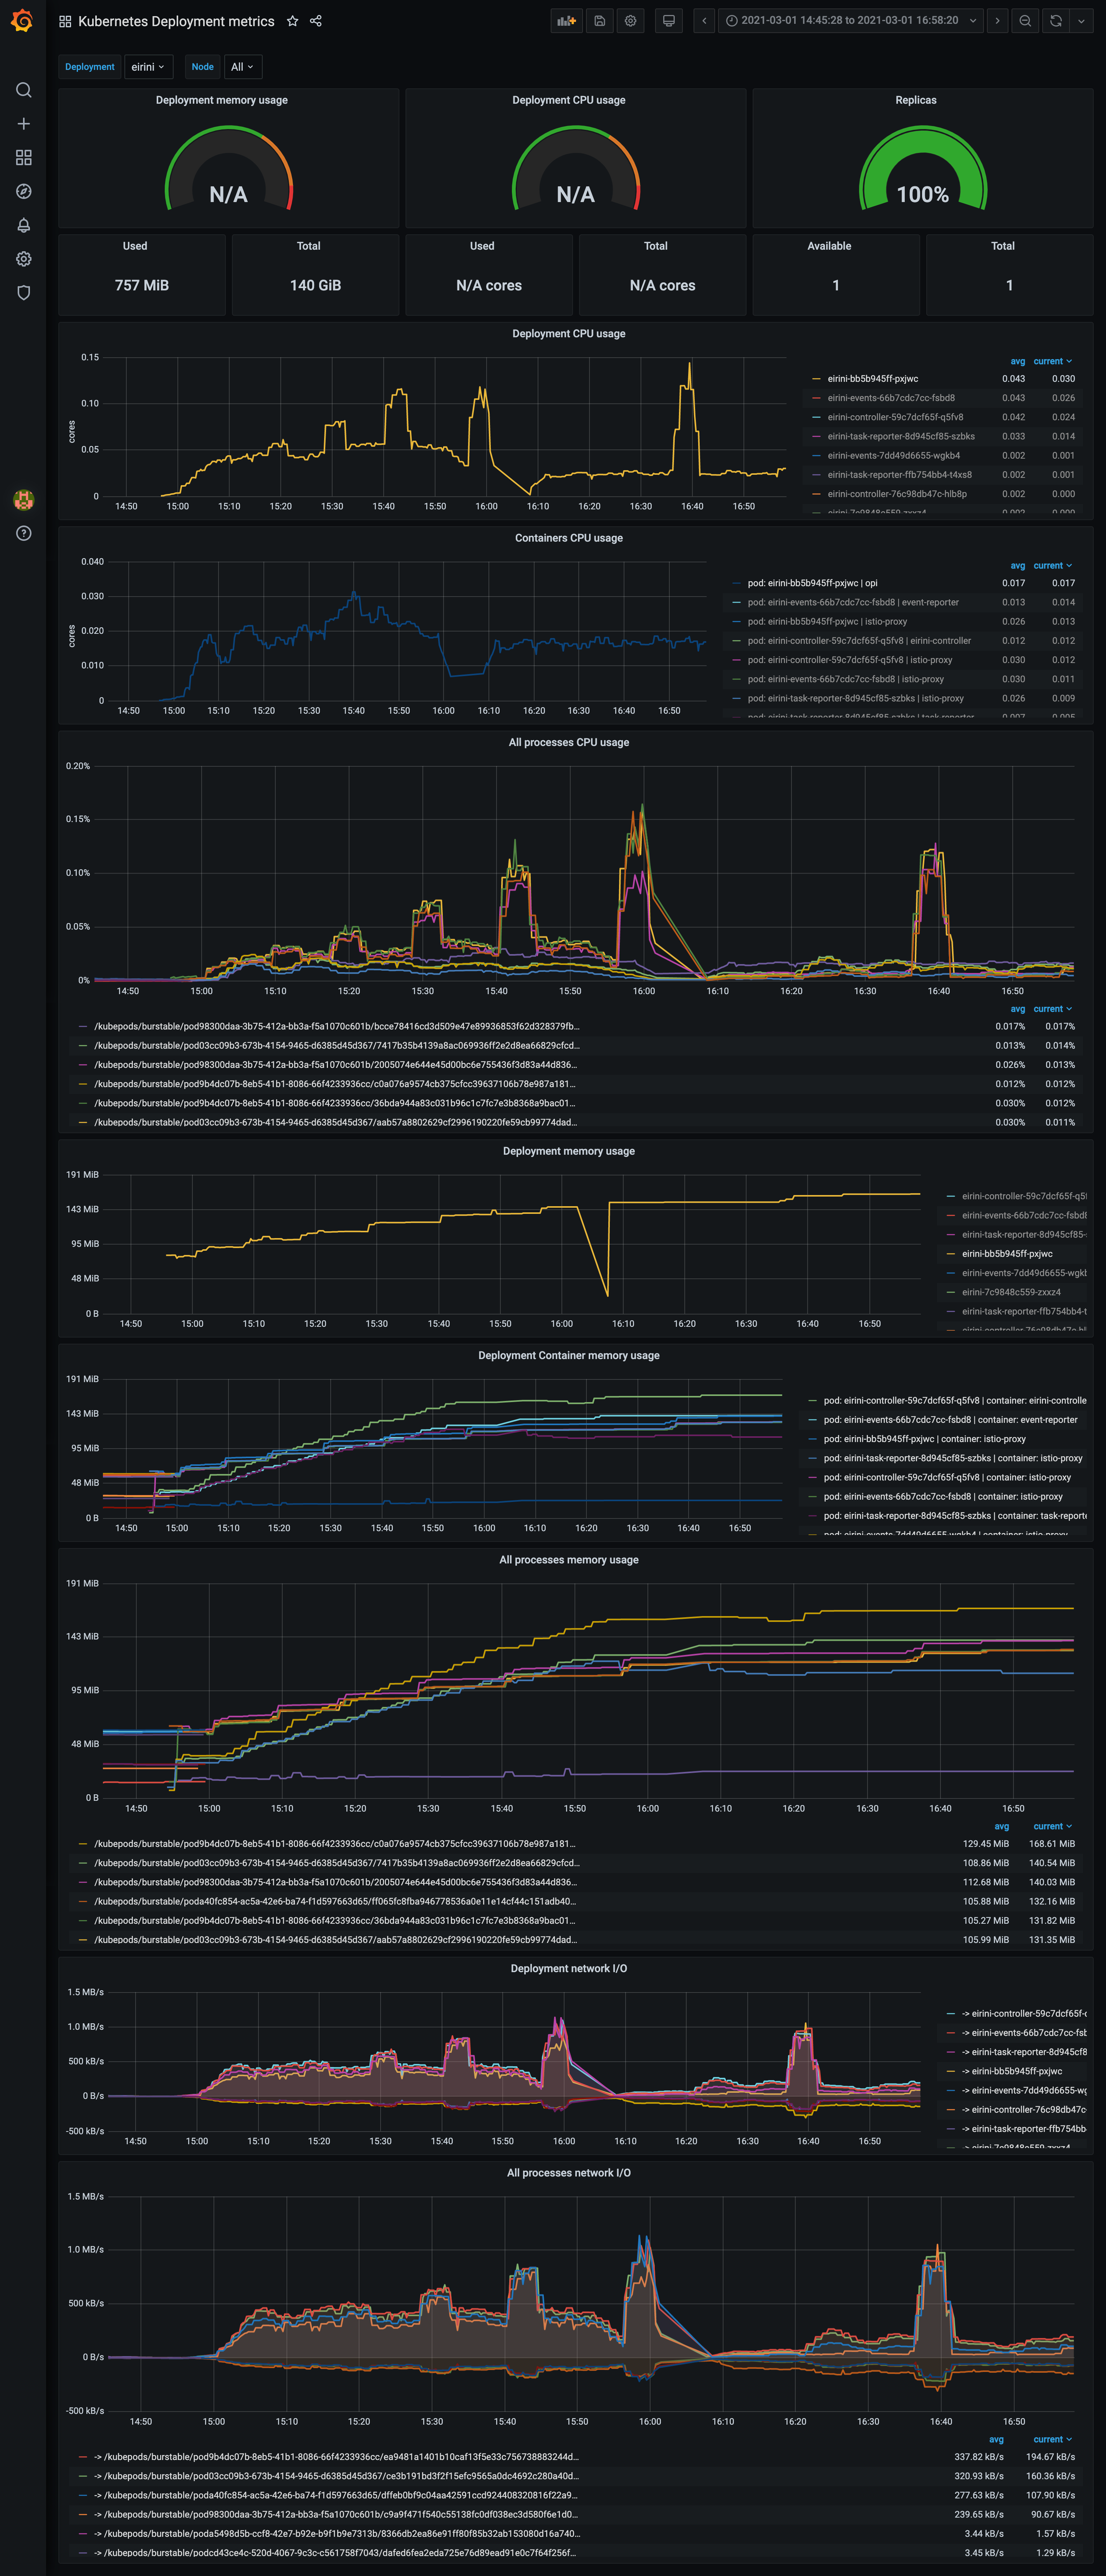 Kubernetes Deployment metrics
2021-03-01 14:45:28 to 2021-03-01 16:58:20
Deployment eirini Node All
Deployment memory usage
N/A
Deployment CPU usage
N/A
Replicas
100%
Used
757 MiB
Total
140 GiB
Used
N/A cores
Total
N/A cores
Available
1
Total
1
Deployment CPU usage
cores
0.15
0.10
0.05
0
14:50 15:00 15:10 15:20 15:30 15:40 15:50 16:00 16:10 16:20 16:30 16:40 16:50
avg current
eirini-bb5b945ff-pxjwc 0.043 0.030
eirini-events-66b7cdc7cc-fsbd8 0.043 0.026
eirini-controller-59c7dcf65f-q5fv8 0.042 0.024
eirini-task-reporter-8d945cf85-szbks 0.033 0.014
eirini-events-7dd49d6655-wgkb4 0.002 0.001
eirini-task-reporter-ffb754bb4-t4xs8 0.002 0.001
eirini-controller-76c98db47c-hlb8p 0.002 0.000
eirini-7c9848c559-zxxz4 0.002 0.000
Containers CPU usage
cores
0.040
0.030
0.020
0.010
0
14:50 15:00 15:10 15:20 15:30 15:40 15:50 16:00 16:10 16:20 16:30 16:40 16:50
avg current
pod: eirini-bb5b945ff-pxjwc | opi 0.017 0.017
pod: eirini-events-66b7cdc7cc-fsbd8 | event-reporter 0.013 0.014
pod: eirini-bb5b945ff-pxjwc | istio-proxy 0.026 0.013
pod: eirini-controller-59c7dcf65f-q5fv8 | eirini-controller 0.012 0.012
pod: eirini-controller-59c7dcf65f-q5fv8 | istio-proxy 0.030 0.012
pod: eirini-events-66b7cdc7cc-fsbd8 | istio-proxy 0.030 0.011
pod: eirini-task-reporter-8d945cf85-szbks | istio-proxy 0.026 0.009
pod: eirini-task-reporter-8d945cf85-szbks | task-reporter 0.007 0.005
All processes CPU usage
0.20%
0.15%
0.10%
0.05%
0%
14:50 15:00 15:10 15:20 15:30 15:40 15:50 16:00 16:10 16:20 16:30 16:40 16:50
avg current
/kubepods/burstable/pod98300daa-3b75-412a-bb3a-f5a1070c601b/bcce78416cd3d509e47e89936853f62d328379fb... 0.017% 0.017%
/kubepods/burstable/pod03cc09b3-673b-4154-9465-d6385d45d367/7417b35b4139a8ac069936ff2e2d8ea66829cfcd... 0.013% 0.014%
/kubepods/burstable/pod98300daa-3b75-412a-bb3a-f5a1070c601b/2005074e644e45d00bc6e755436f3d83a44d836... 0.026% 0.013%
/kubepods/burstable/pod9b4dc07b-8eb5-41b1-8086-66f4233936cc/c0a076a9574cb375cfcc39637106b78e987a181... 0.012% 0.012%
/kubepods/burstable/pod9b4dc07b-8eb5-41b1-8086-66f4233936cc/36bda944a83c031b96c1c7fc7e3b8368a9bac01... 0.030% 0.012%
/kubepods/burstable/pod03cc09b3-673b-4154-9465-d6385d45d367/aab57a8802629cf2996190220fe59cb99774dad... 0.030% 0.011%
Deployment memory usage
191 MiB
143 MiB
95 MiB
48 MiB
0 B
14:50 15:00 15:10 15:20 15:30 15:40 15:50 16:00 16:10 16:20 16:30 16:40 16:50
eirini-controller-59c7dcf65f-q5f
eirini-events-66b7cdc7cc-fsbd8
eirini-task-reporter-8d945cf85-
eirini-bb5b945ff-pxjwc
eirini-events-7dd49d6655-wgkb
eirini-7c9848c559-zxxz4
eirini-task-reporter-ffb754bb4-t
eirini-controller-76c98db47c-hl
Deployment Container memory usage
191 MiB
143 MiB
95 MiB
48 MiB
0 B
14:50 15:00 15:10 15:20 15:30 15:40 15:50 16:00 16:10 16:20 16:30 16:40 16:50
pod: eirini-controller-59c7dcf65f-q5fv8 | container: eirini-controlle
pod: eirini-events-66b7cdc7cc-fsbd8 | container: event-reporter
pod: eirini-bb5b945ff-pxjwc | container: istio-proxy
pod: eirini-task-reporter-8d945cf85-szbks | container: istio-proxy
pod: eirini-controller-59c7dcf65f-q5fv8 | container: istio-proxy
pod: eirini-events-66b7cdc7cc-fsbd8 | container: istio-proxy
pod: eirini-task-reporter-8d945cf85-szbks | container: task-reporte
pod: eirini-events-7dd49d6655-wgkb4 | container: istio-proxy
All processes memory usage
191 MiB
143 MiB
95 MiB
48 MiB
0 B
14:50 15:00 15:10 15:20 15:30 15:40 15:50 16:00 16:10 16:20 16:30 16:40 16:50
avg current
/kubepods/burstable/pod9b4dc07b-8eb5-41b1-8086-66f4233936cc/c0a076a9574cb375cfcc39637106b78e987a181... 129.45 MiB 168.61 MiB
/kubepods/burstable/pod03cc09b3-673b-4154-9465-d6385d45d367/7417b35b4139a8ac069936ff2e2d8ea66829cfcd... 108.86 MiB 140.54 MiB
/kubepods/burstable/pod98300daa-3b75-412a-bb3a-f5a1070c601b/2005074e644e45d00bc6e755436f3d83a44d836... 112.68 MiB 140.03 MiB
/kubepods/burstable/poda40fc854-ac5a-42e6-ba74-f1d597663d65/ff065fc8fba946778536a0e11e14cf44c151adb40... 105.88 MiB 132.16 MiB
/kubepods/burstable/pod9b4dc07b-8eb5-41b1-8086-66f4233936cc/36bda944a83c031b96c1c7fc7e3b8368a9bac01... 105.27 MiB 131.82 MiB
/kubepods/burstable/pod03cc09b3-673b-4154-9465-d6385d45d367/aab57a8802629cf2996190220fe59cb99774dad... 105.99 MiB 131.35 MiB
Deployment network I/O
1.5 MB/s
1.0 MB/s
500 kB/s
0 B/s
-500 kB/s
14:50 15:00 15:10 15:20 15:30 15:40 15:50 16:00 16:10 16:20 16:30 16:40 16:50
-> eirini-controller-59c7dcf65f-c
-> eirini-events-66b7cdc7cc-fsb
-> eirini-task-reporter-8d945cf8
-> eirini-bb5b945ff-pxjwc
-> eirini-events-7dd49d6655-wg
-> eirini-controller-76c98db47c-
-> eirini-task-reporter-ffb754bb
-> eirini-7c9848c559-zxxz4
All processes network I/O
1.5 MB/s
1.0 MB/s
500 kB/s
0 B/s
-500 kB/s
14:50 15:00 15:10 15:20 15:30 15:40 15:50 16:00 16:10 16:20 16:30 16:40 16:50
avg current
-> /kubepods/burstable/pod9b4dc07b-8eb5-41b1-8086-66f4233936cc/ea9481a1401b10caf13f5e33c756738883244d... 337.82 kB/s 194.67 kB/s
-> /kubepods/burstable/pod03cc09b3-673b-4154-9465-d6385d45d367/ce3b191bd3f2f15efc9565a0dc4692c280a40d... 320.93 kB/s 160.36 kB/s
-> /kubepods/burstable/poda40fc854-ac5a-42e6-ba74-f1d597663d65/dffeb0bf9c04aa42591ccd924408320816f22a9... 277.63 kB/s 107.90 kB/s
-> /kubepods/burstable/pod98300daa-3b75-412a-bb3a-f5a1070c601b/c9a9f471f540c55138fc0df038ec3d580f6e1d0... 239.65 kB/s 90.67 kB/s
-> /kubepods/burstable/poda5498d5b-ccf8-42e7-b92e-b9f1b9e7313b/8366db2ea86e91ff80f85b32ab153080d16a740... 3.44 kB/s 1.57 kB/s
-> /kubepods/burstable/podcd43ce4c-520d-4067-9c3c-c561758f7043/dafed6fea2eda725e76d89ead91e0c7f64f256f... 3.45 kB/s 1.29 kB/s